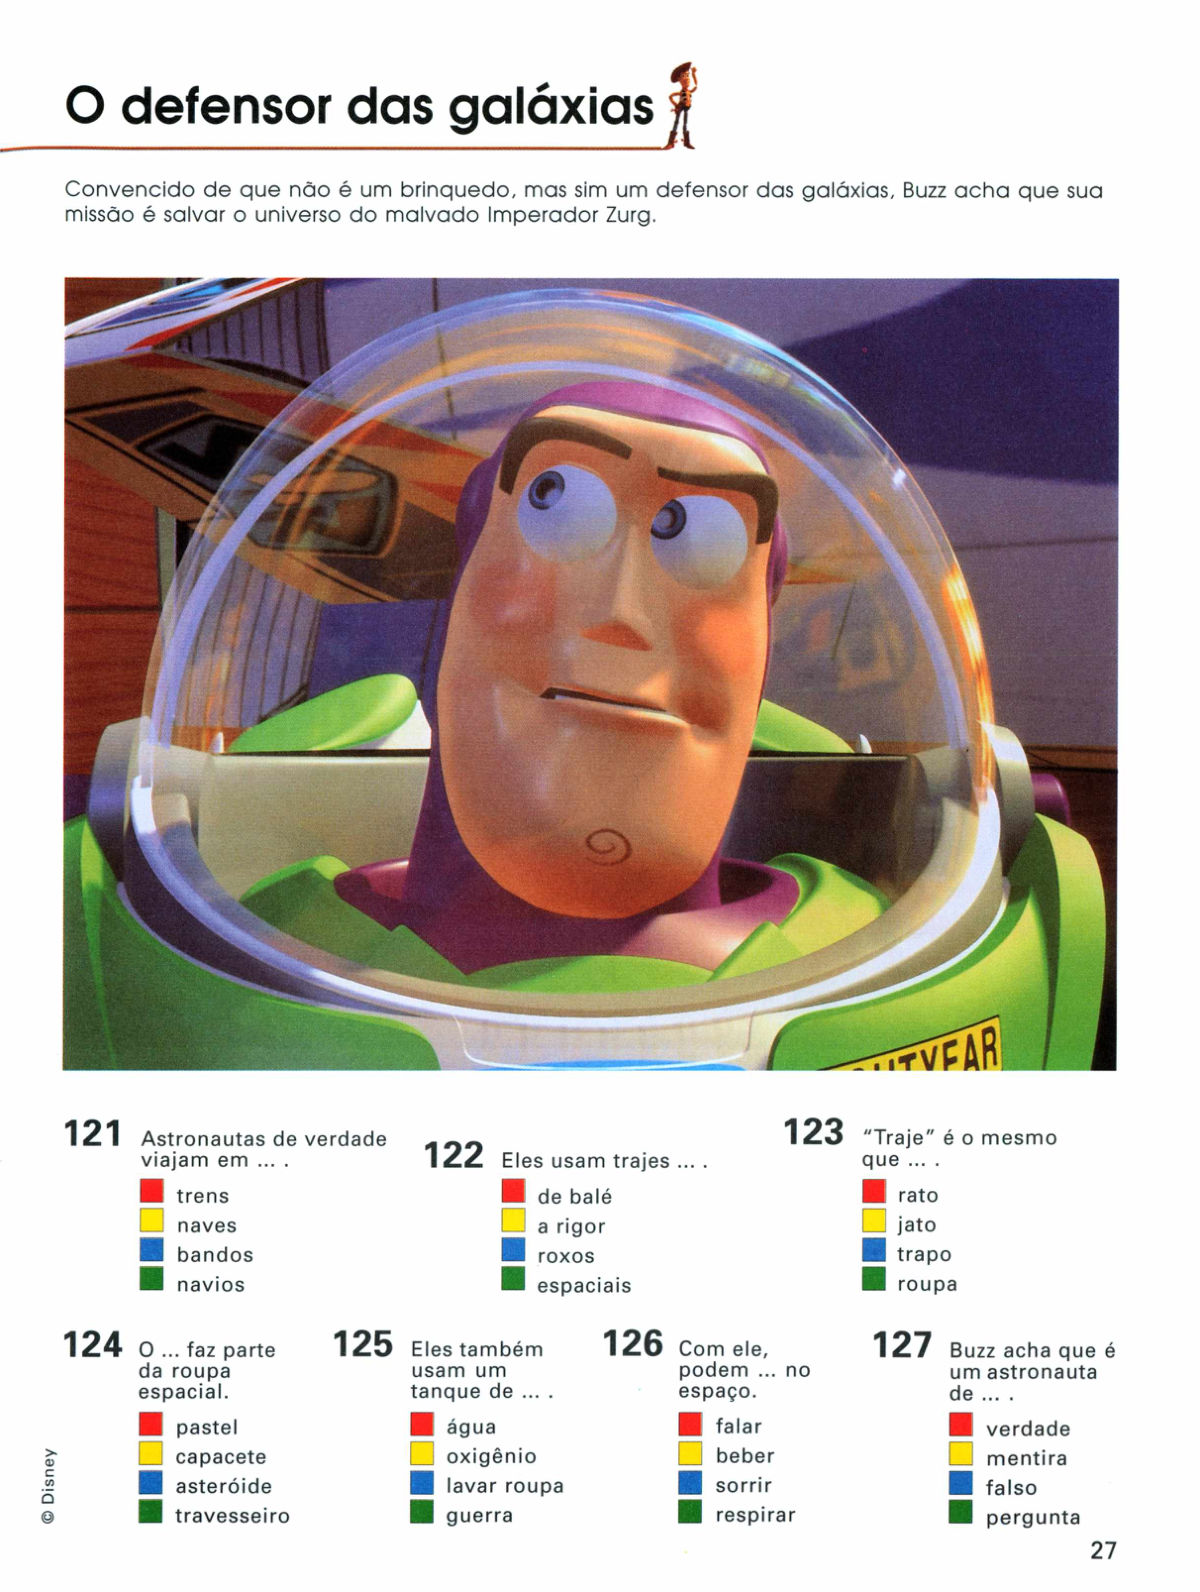 O defensor das galáxias
Convencido de que não é um brinquedo, mas sim um defensor das galáxias, Buzz acha que sua
missão é salvar o universo do malvado Imperador Zurg.
121 Astronautas de verdade
viajam em ... .
trens
naves
bandos
navios
122 Eles usam trajes ... .
de balé
a rigor
roxos
espaciais
123 “Traje” é o mesmo
que ... .
rato
jato
trapo
roupa
124 O ... faz parte
da roupa
espacial.
pastel
capacete
asteróide
travesseiro
125 Eles também
usam um
tanque de ... .
água
oxigênio
lavar roupa
guerra
126 Com ele,
podem ... no
espaço.
falar
beber
sorrir
respirar
127 Buzz acha que é
um astronauta
de ... .
verdade
mentira
falso
pergunta
© Disney
27